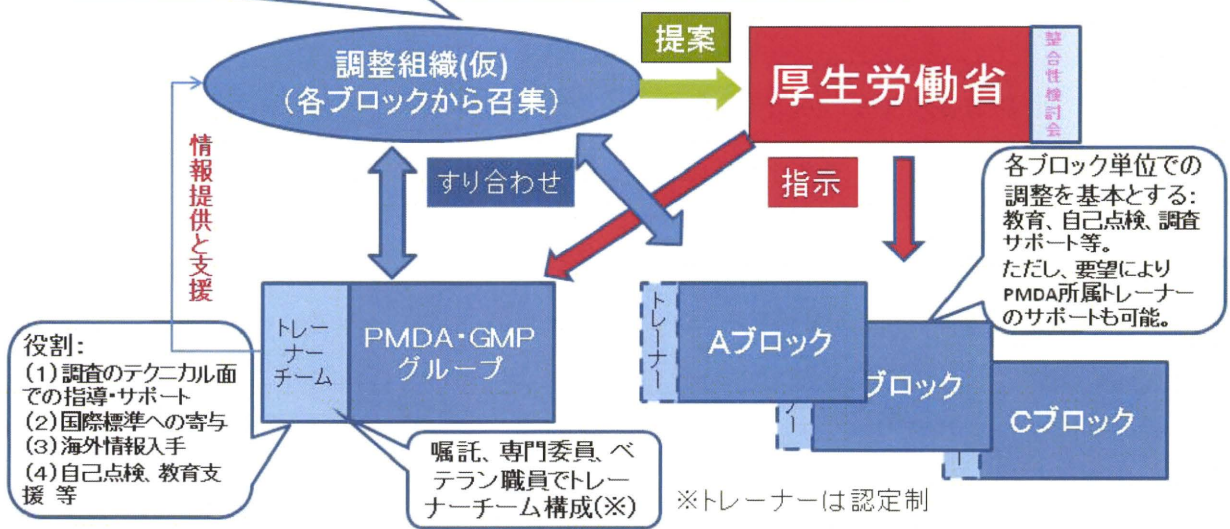 提案
調整組織(仮)
(各ブロックから召集)
厚生労働省
整合性検討会
情報提供と支援
すり合わせ
指示
各ブロック単位での
調整を基本とする:
教育、自己点検、調査
サポート等。
ただし、要望により
PMDA所属トレーナー
のサポートも可能。
トレーナー
Aブロック
ブロック
Cブロック
トレー
ナー
チーム
PMDA・GMP
グループ
役割:
(1)調査のテクニカル面
での指導・サポート
(2)国際標準への寄与
(3)海外情報入手
(4)自己点検、教育支
援 等
嘱託、専門委員、ベ
テラン職員でトレー
ナーチーム構成(※)
※トレーナーは認定制